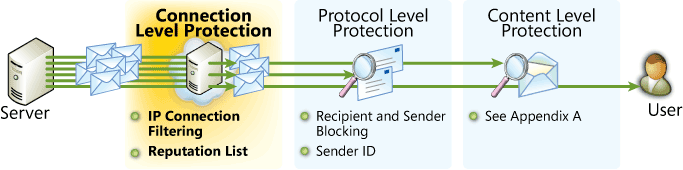 Connection
Level Protection
Protocol Level
Protection
Content Level
Protection
Server
IP Connection
Filtering
Reputation List
Recipient and Sender
Blocking
Sender ID
See Appendix A
User